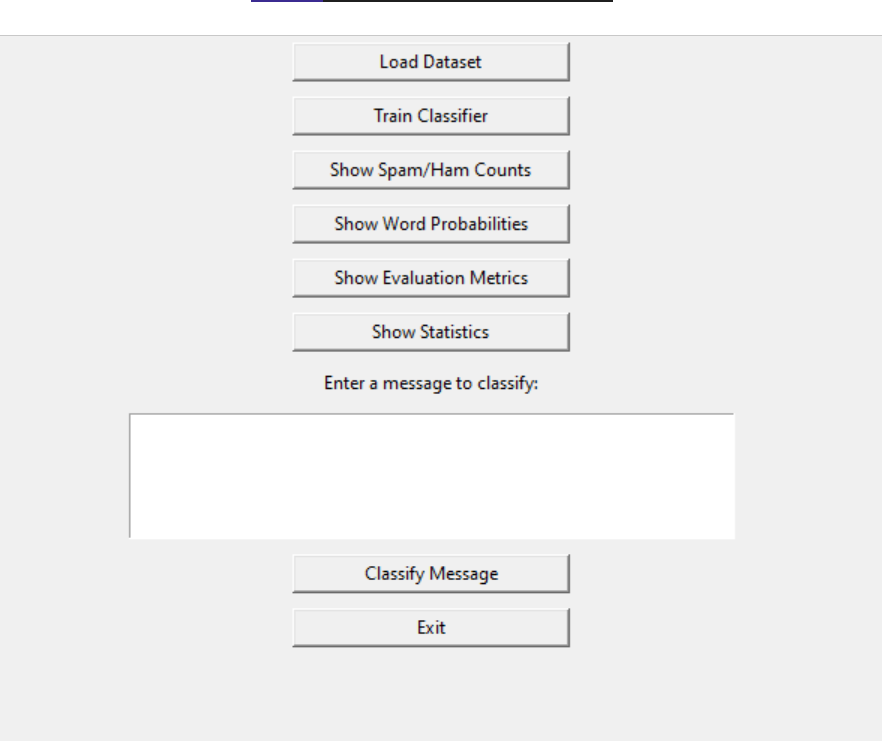 Load Dataset
Train Classifier
Show Spam/Ham Counts
Show Word Probabilities
Show Evaluation Metrics
Show Statistics
Enter a message to classify:
Classify Message
Exit